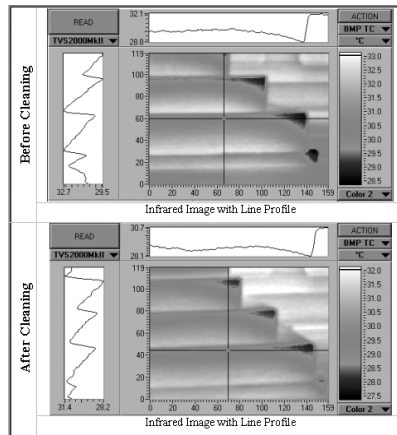 Before Cleaning
READ
TVS2000MkII
32.1
28.8
ACTION
BMP TC
°C
119
100
80
60
40
20
0
0 20 40 60 80 100 120 140 159
32.7 29.5
33.0
32.5
32.0
31.5
31.0
30.5
30.0
29.5
29.0
28.5
Color 2
Infrared Image with Line Profile
After Cleaning
READ
TVS2000MkII
30.7
28.1
ACTION
BMP TC
°C
119
100
80
60
40
20
0
0 20 40 60 80 100 120 140 159
31.4 28.2
32.0
31.5
31.0
30.5
30.0
29.5
29.0
28.5
28.0
27.5
Color 2
Infrared Image with Line Profile